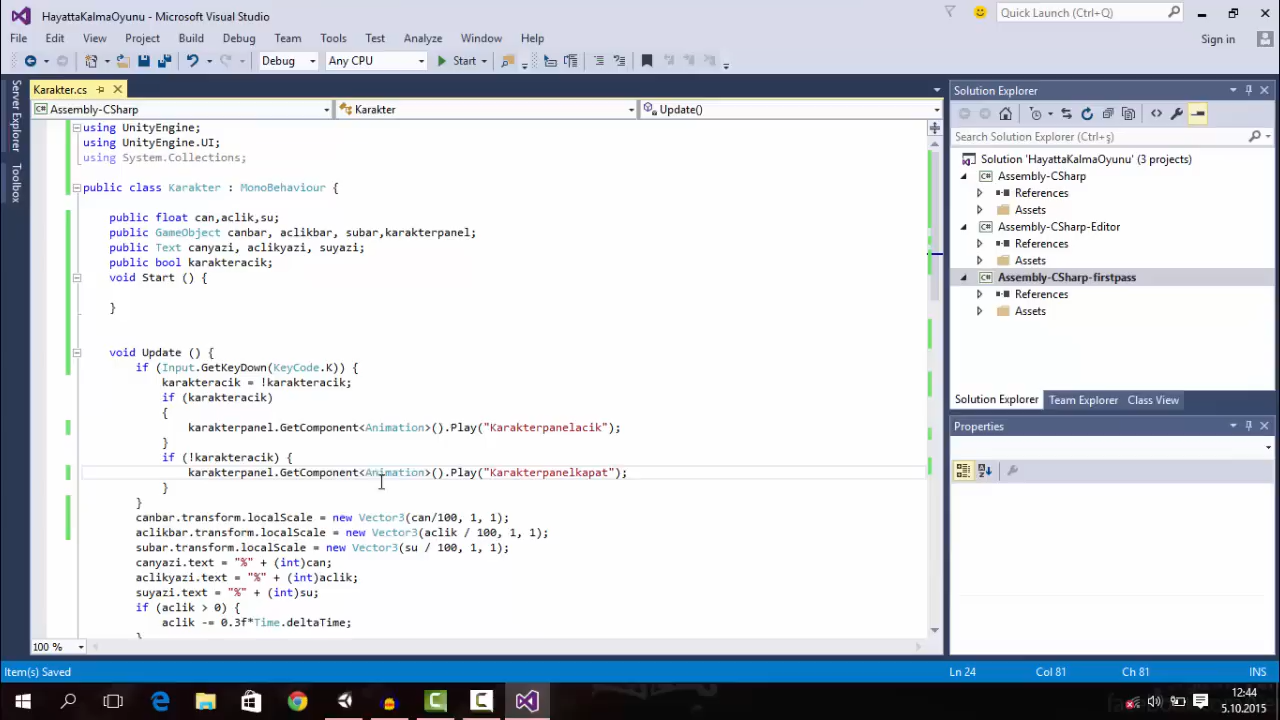 HayattaKalmaOyunu - Microsoft Visual Studio
Quick Launch (Ctrl+Q)
File Edit View Project Build Debug Team Tools Test Analyze Window Help
Sign in
Debug Any CPU Start
Server Explorer
Toolbox
Karakter.cs
Assembly-CSharp Karakter Update()
using UnityEngine;
using UnityEngine.UI;
using System.Collections;
public class Karakter : MonoBehaviour {
public float can,aclik,su;
public GameObject canbar, aclikbar, subar,karakterpanel;
public Text canyazi, aclikyazi, suyazi;
public bool karakteracik;
void Start () {
}
void Update () {
if (Input.GetKeyDown(KeyCode.K)) {
karakteracik = !karakteracik;
if (karakteracik)
{
karakterpanel.GetComponent<Animation>().Play("Karakterpanelacik");
}
if (!karakteracik) {
karakterpanel.GetComponent<Animation>().Play("Karakterpanelkapat");
}
}
canbar.transform.localScale = new Vector3(can/100, 1, 1);
aclikbar.transform.localScale = new Vector3(aclik / 100, 1, 1);
subar.transform.localScale = new Vector3(su / 100, 1, 1);
canyazi.text = "%" + (int)can;
aclikyazi.text = "%" + (int)aclik;
suyazi.text = "%" + (int)su;
if (aclik > 0) {
aclik -= 0.3f*Time.deltaTime;
}
100 %
Solution Explorer
Search Solution Explorer (Ctrl+ş)
Solution 'HayattaKalmaOyunu' (3 projects)
Assembly-CSharp
References
Assets
Assembly-CSharp-Editor
References
Assets
Assembly-CSharp-firstpass
References
Assets
Solution Explorer Team Explorer Class View
Properties
Item(s) Saved Ln 24 Col 81 Ch 81 INS
12:44
5.10.2015